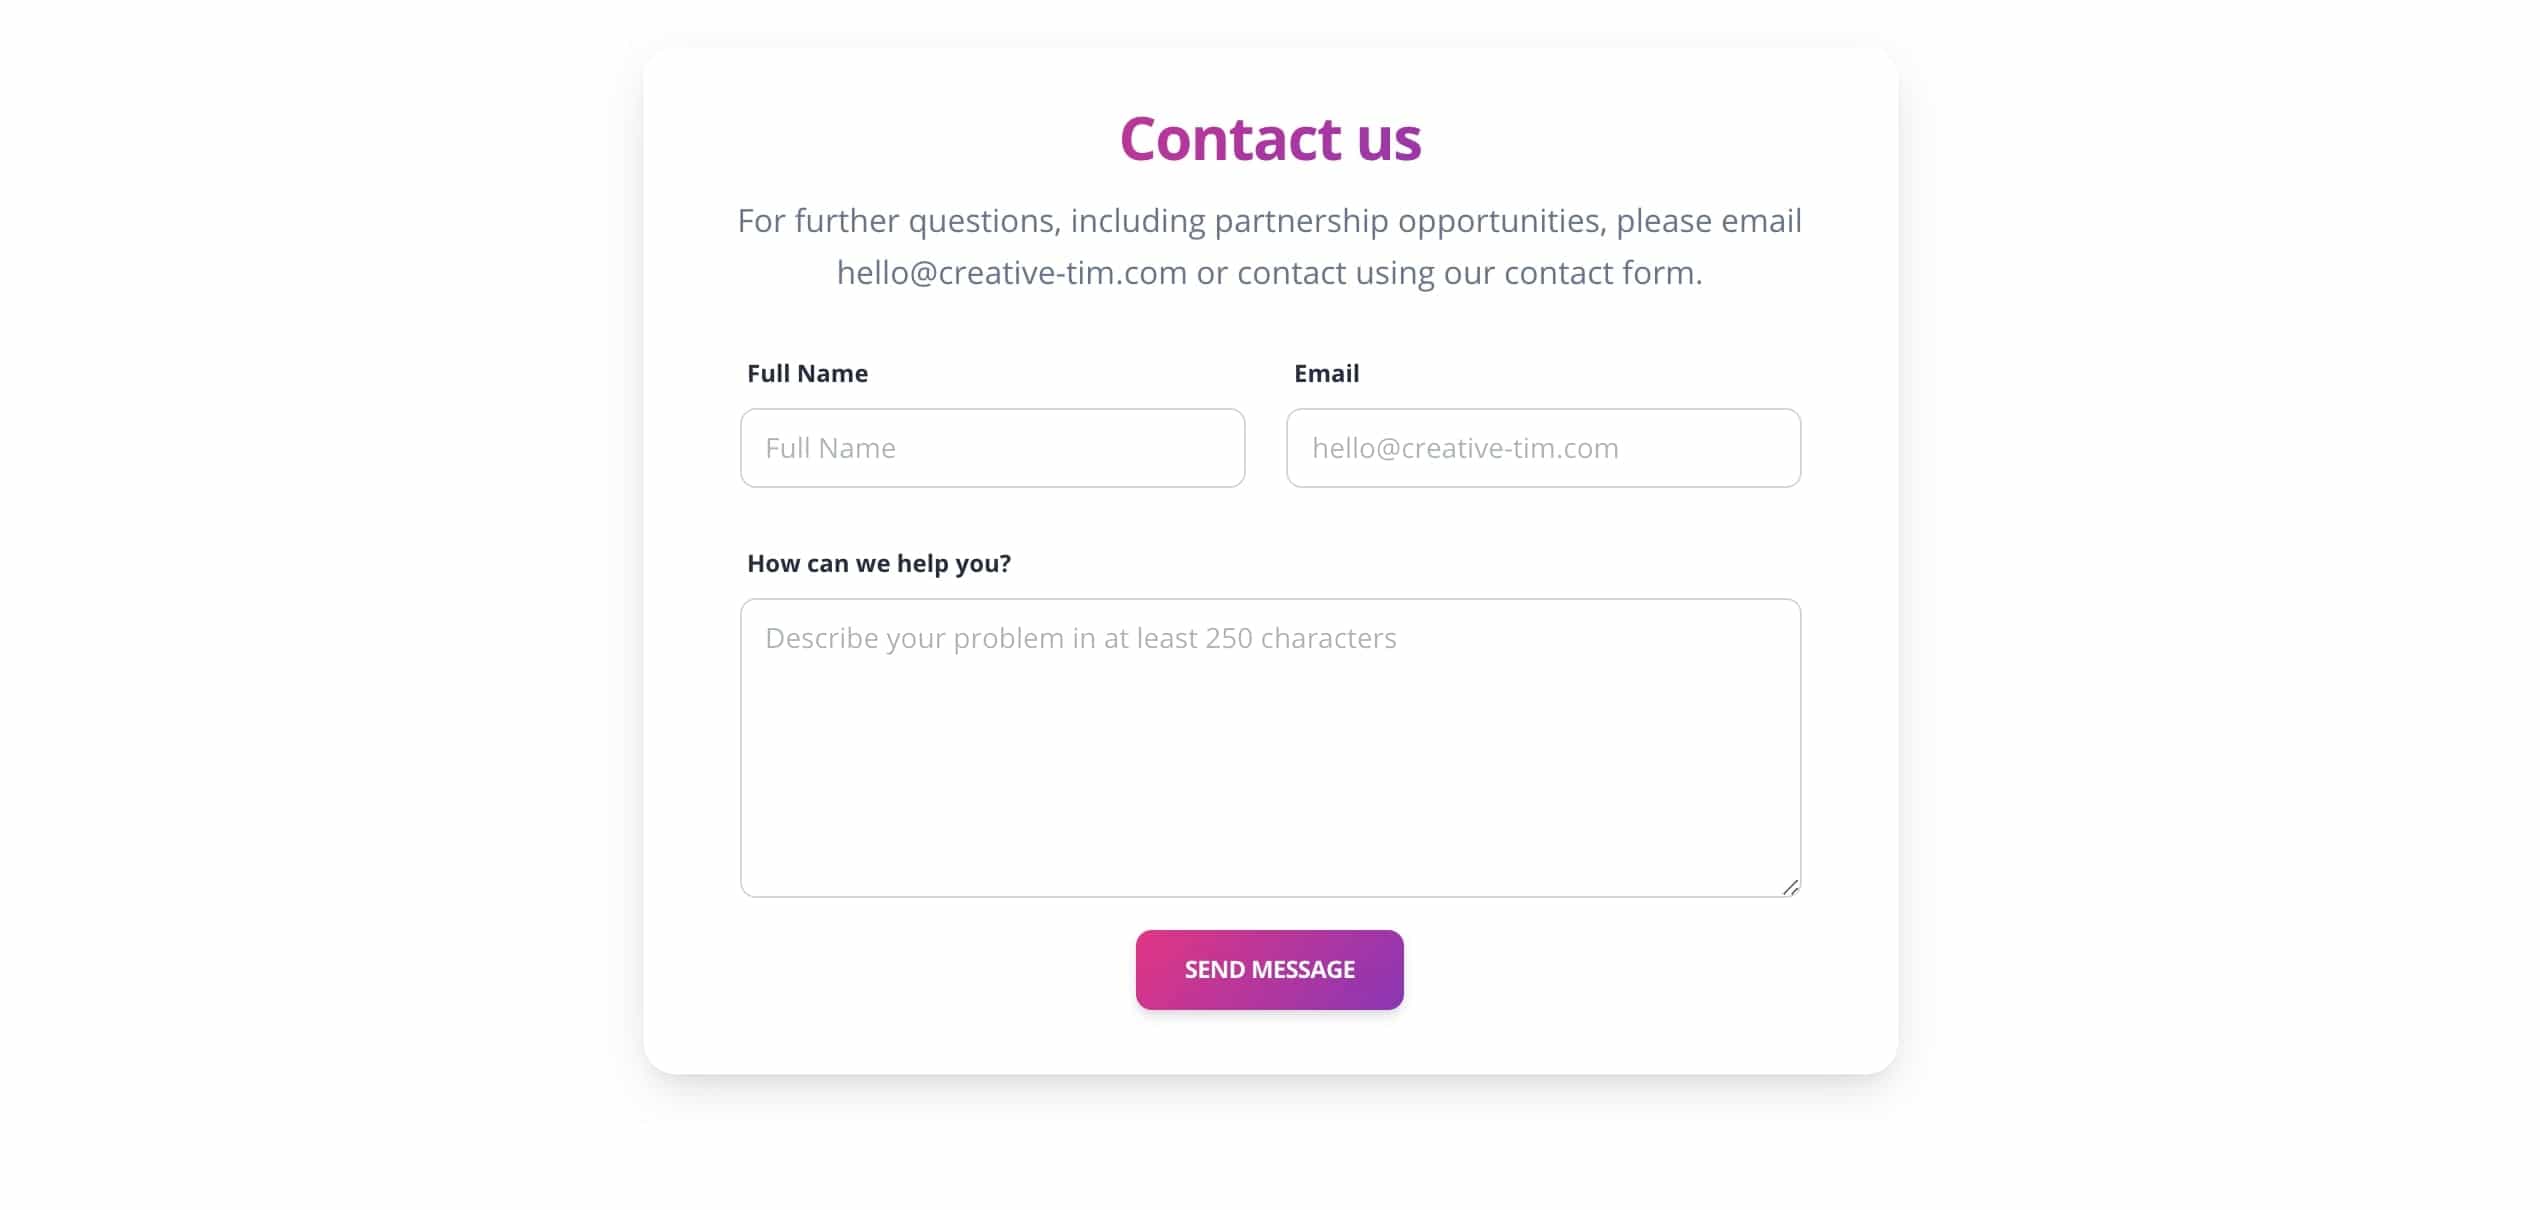 Contact us
For further questions, including partnership opportunities, please email
hello@creative-tim.com or contact using our contact form.
Full Name
Email
Full Name
hello@creative-tim.com
How can we help you?
Describe your problem in at least 250 characters
SEND MESSAGE